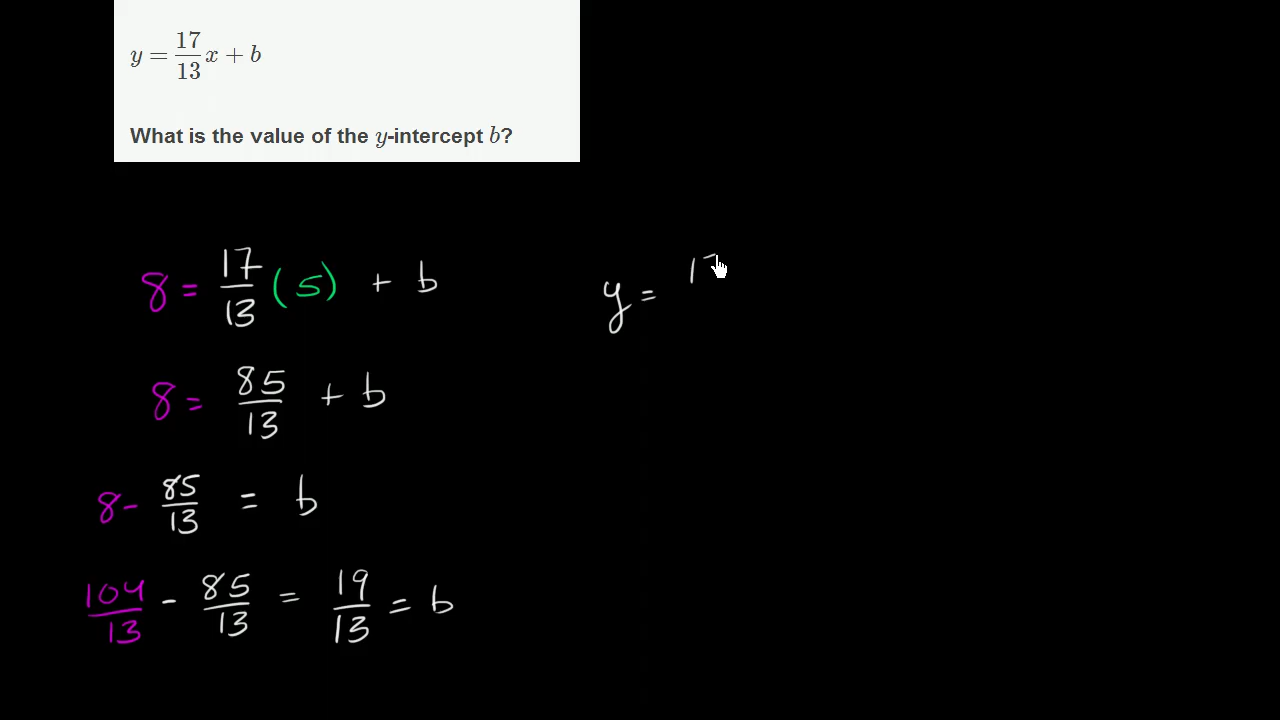 y = 17/13 x + b
What is the value of the y-intercept b?
8 = 17/13 (5) + b
8 = 85/13 + b
8 - 85/13 = b
104/13 - 85/13 = 19/13 = b
y = 17